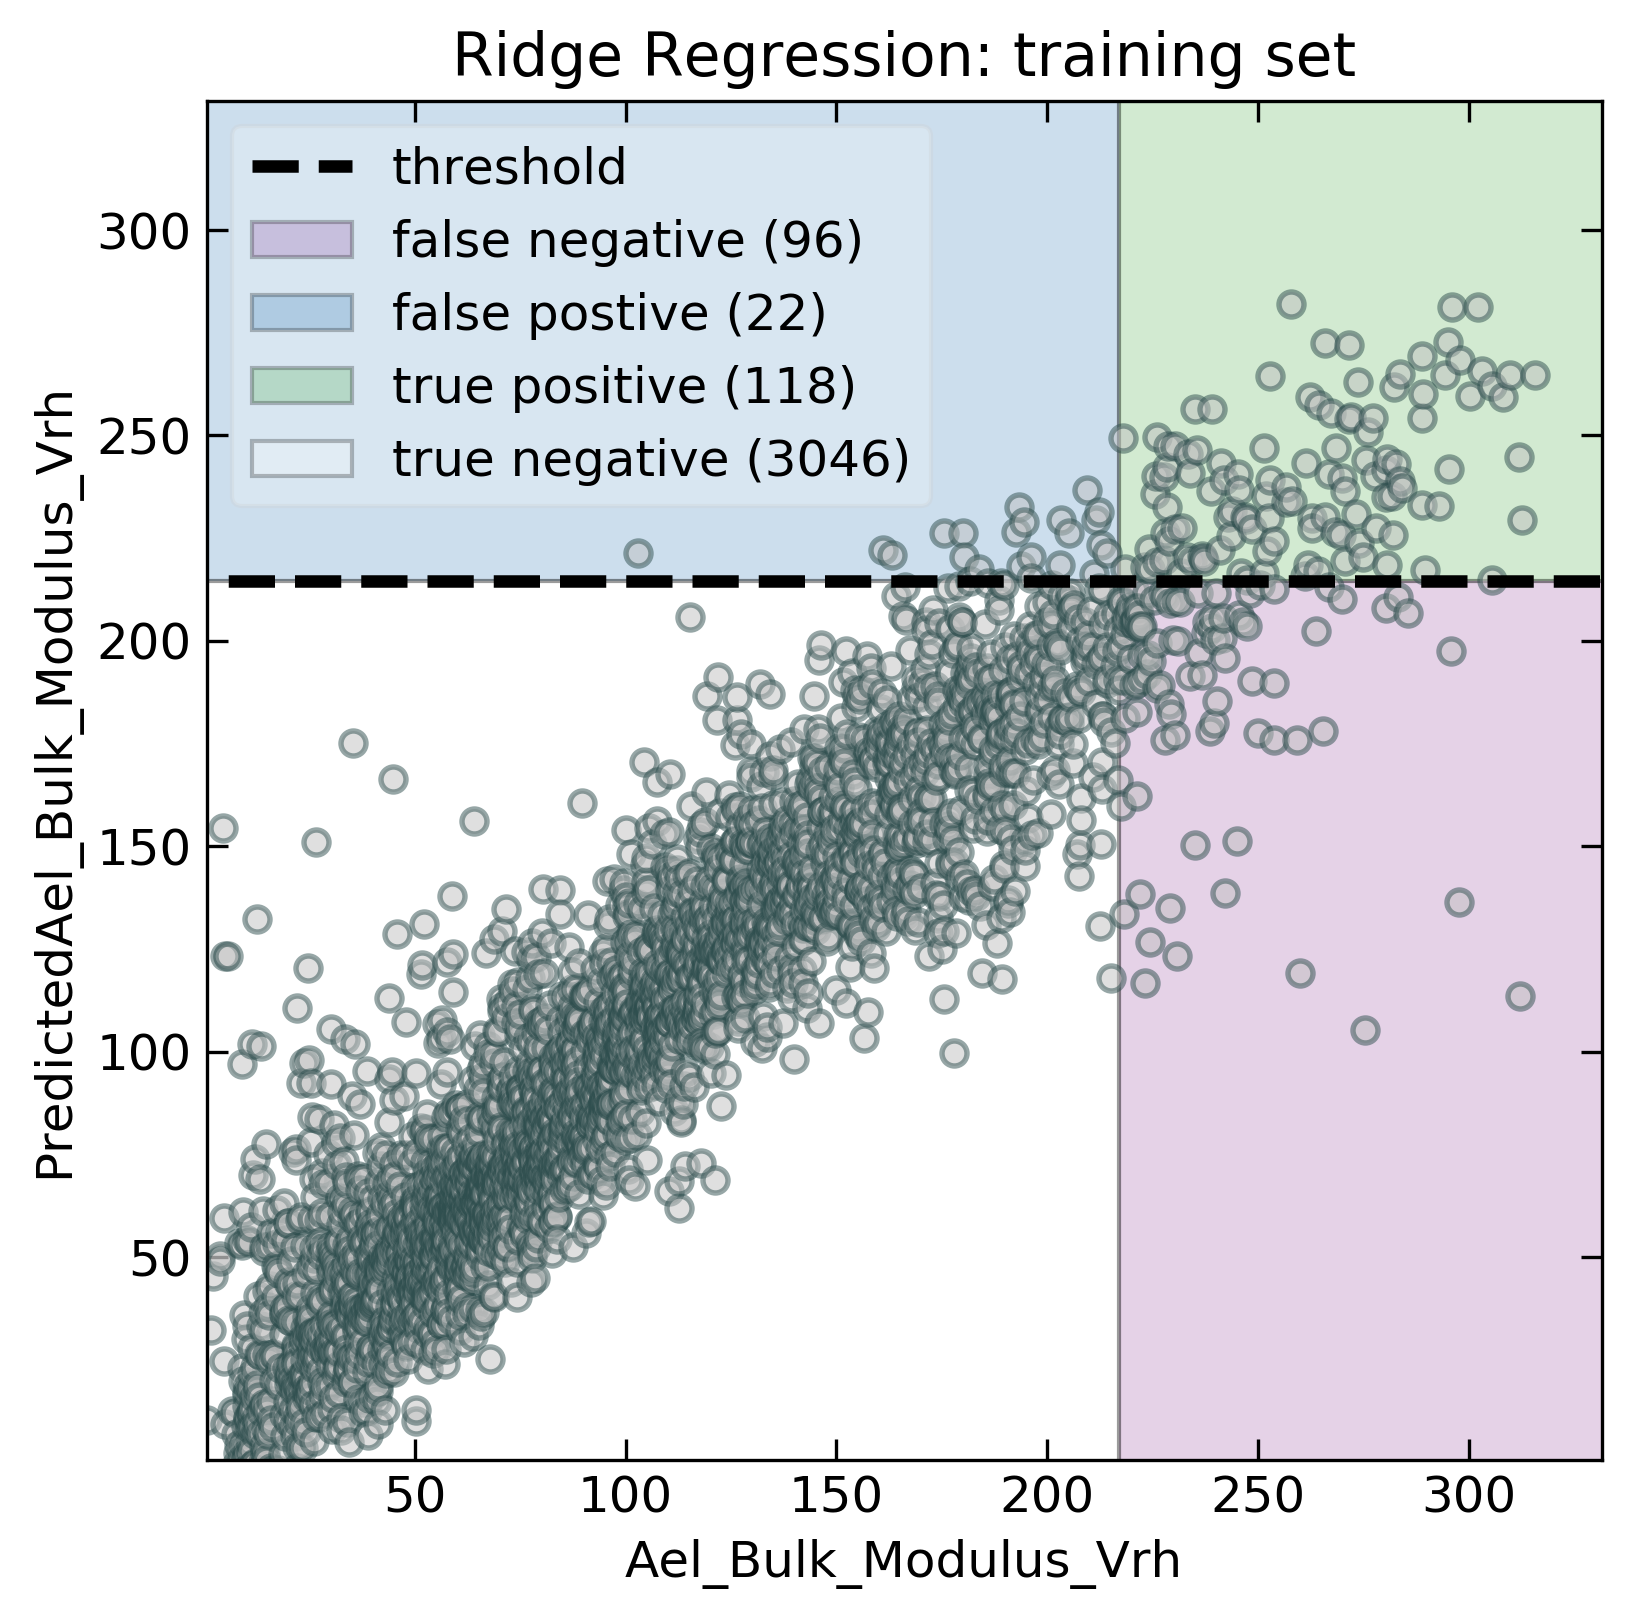 Ridge Regression: training set
threshold
false negative (96)
false postive (22)
true positive (118)
true negative (3046)
PredictedAel_Bulk_Modulus_Vrh
300
250
200
150
100
50
50 100 150 200 250 300
Ael_Bulk_Modulus_Vrh